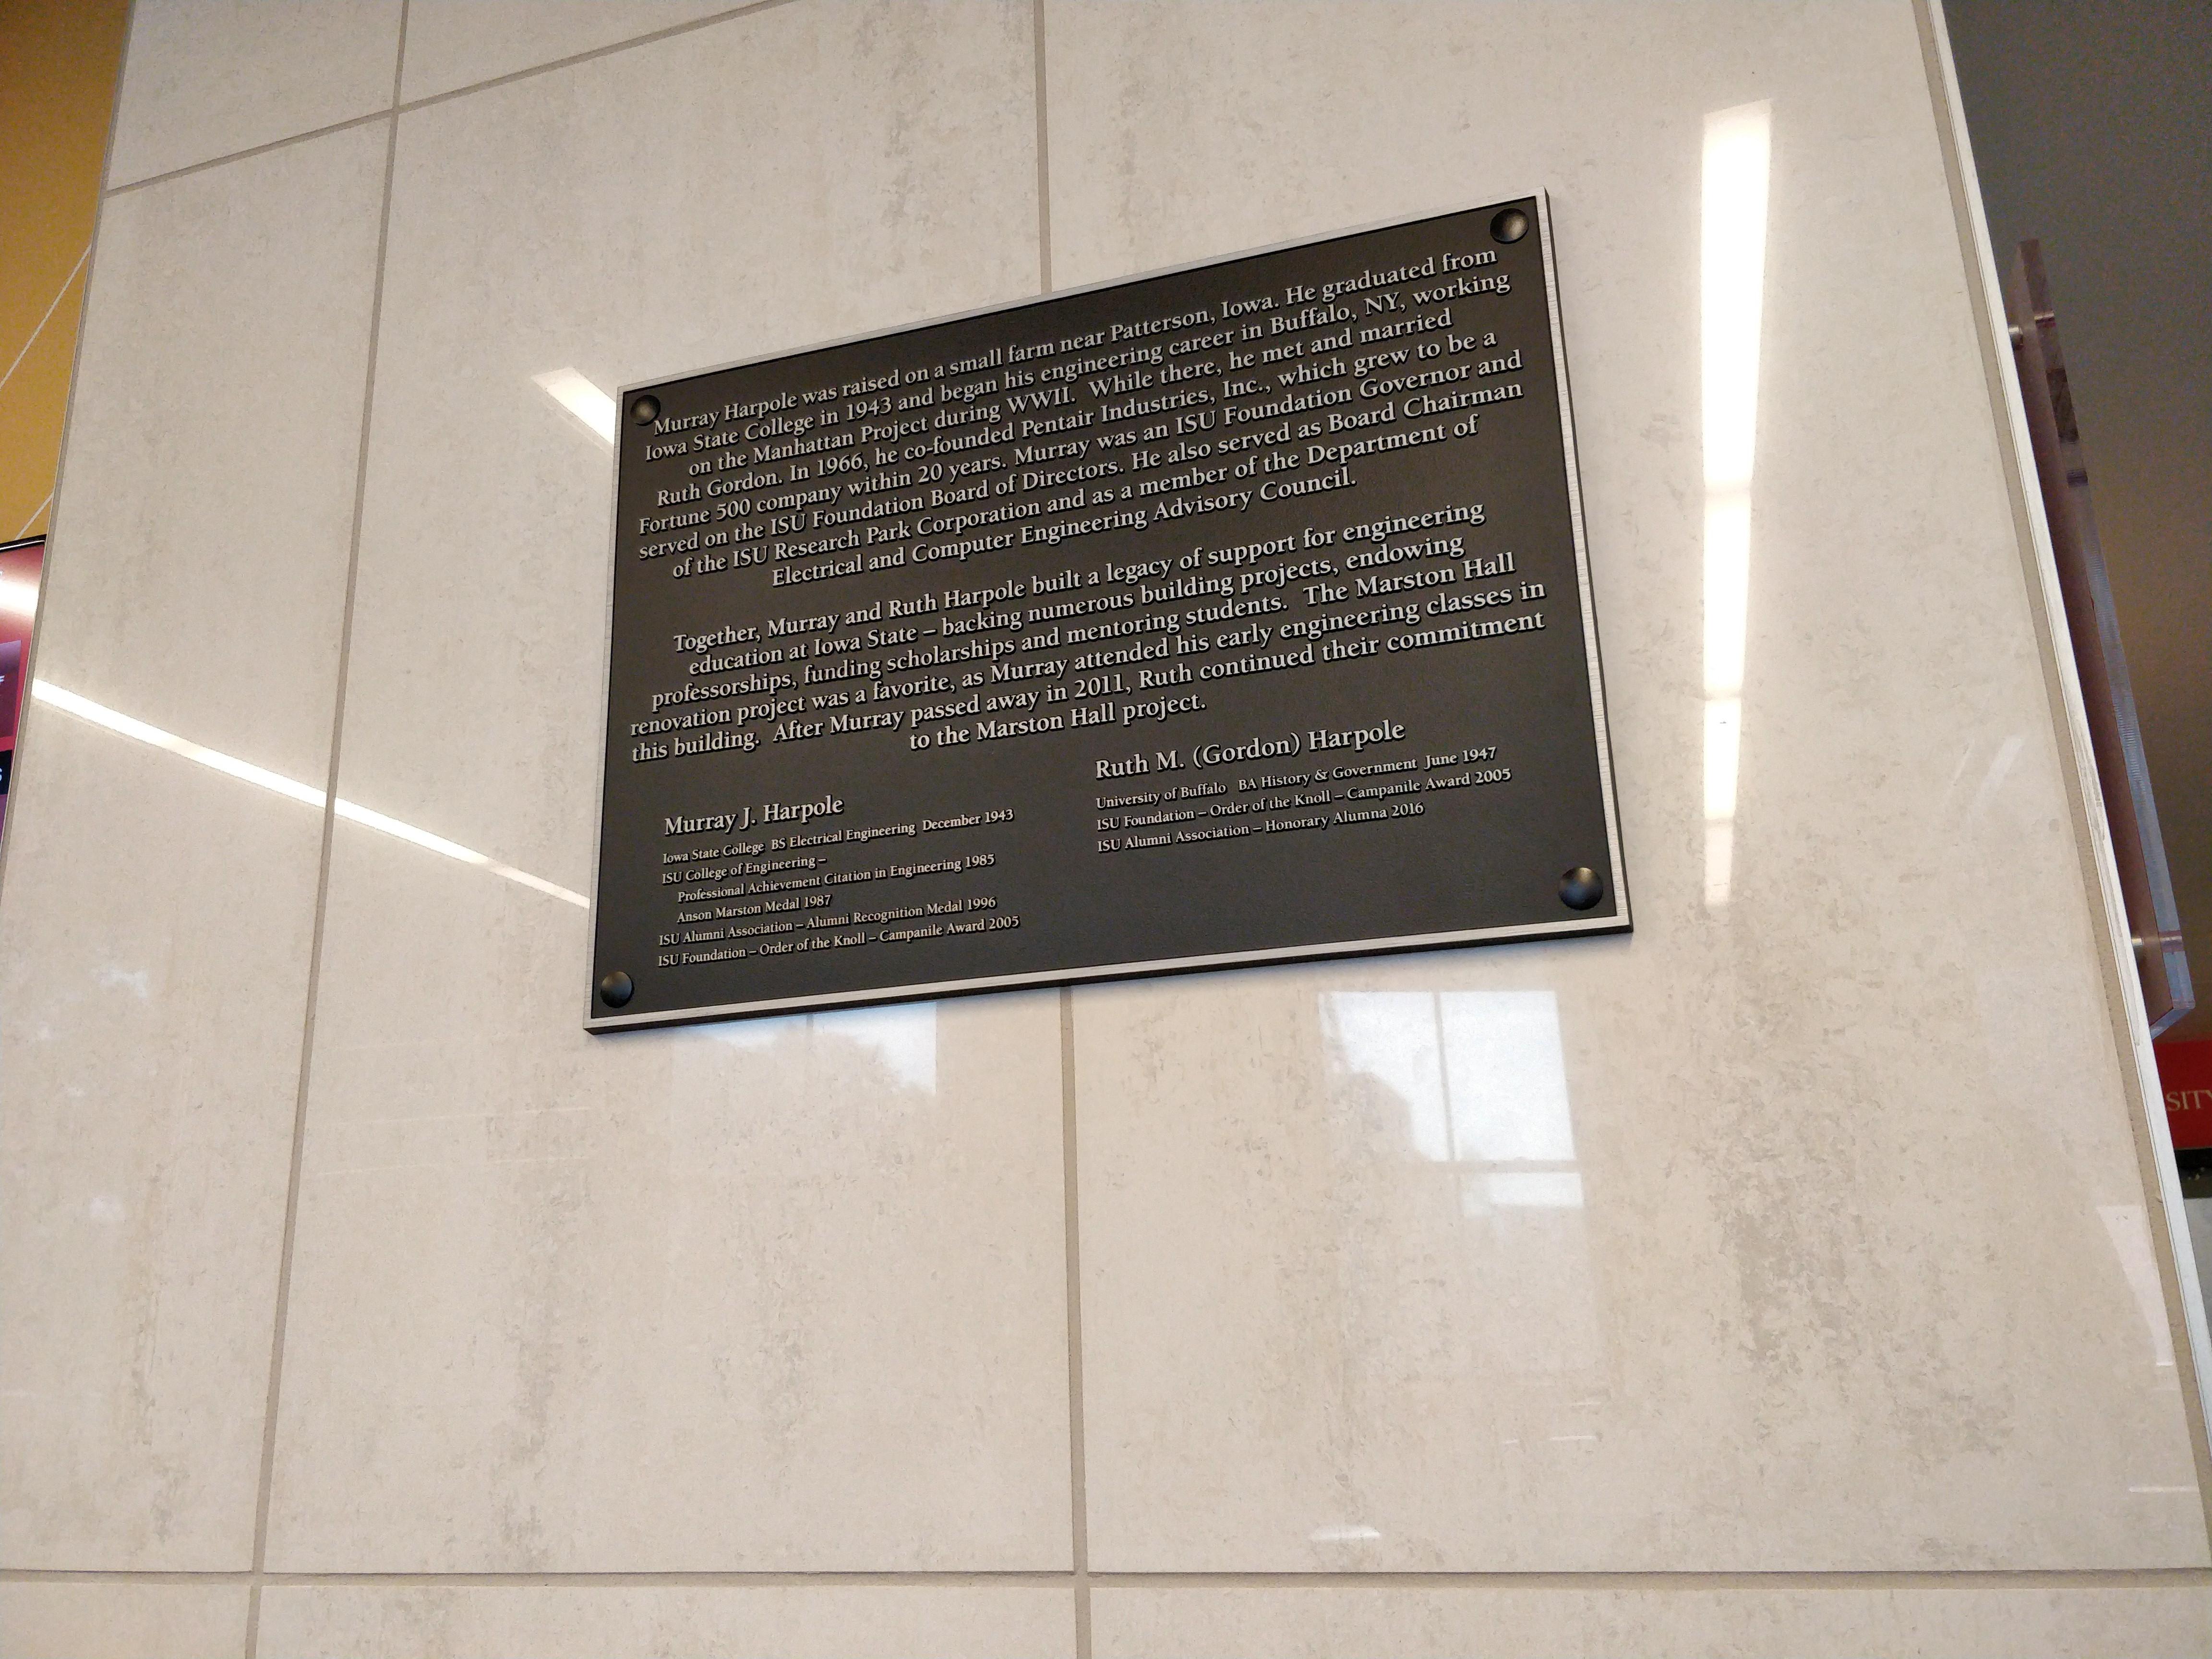 Murray Harpole was raised on a small farm near Patterson, Iowa. He graduated from
Iowa State College in 1943 and began his engineering career in Buffalo, NY, working
on the Manhattan Project during WWII. While there, he met and married
Ruth Gordon. In 1966, he co-founded Pentair Industries, Inc., which grew to be a
Fortune 500 company within 20 years. Murray was an ISU Foundation Governor and
served on the ISU Foundation Board of Directors. He also served as Board Chairman
of the ISU Research Park Corporation and as a member of the Department of
Electrical and Computer Engineering Advisory Council.
Together, Murray and Ruth Harpole built a legacy of support for engineering
education at Iowa State – backing numerous building projects, endowing
professorships, funding scholarships and mentoring students. The Marston Hall
renovation project was a favorite, as Murray attended his early engineering classes in
this building. After Murray passed away in 2011, Ruth continued their commitment
to the Marston Hall project.
Murray J. Harpole
Iowa State College BS Electrical Engineering December 1943
ISU College of Engineering –
Professional Achievement Citation in Engineering 1985
Anson Marston Medal 1987
ISU Alumni Association – Alumni Recognition Medal 1996
ISU Foundation – Order of the Knoll – Campanile Award 2005
Ruth M. (Gordon) Harpole
University of Buffalo BA History & Government June 1947
ISU Foundation – Order of the Knoll – Campanile Award 2005
ISU Alumni Association – Honorary Alumna 2016
SITY